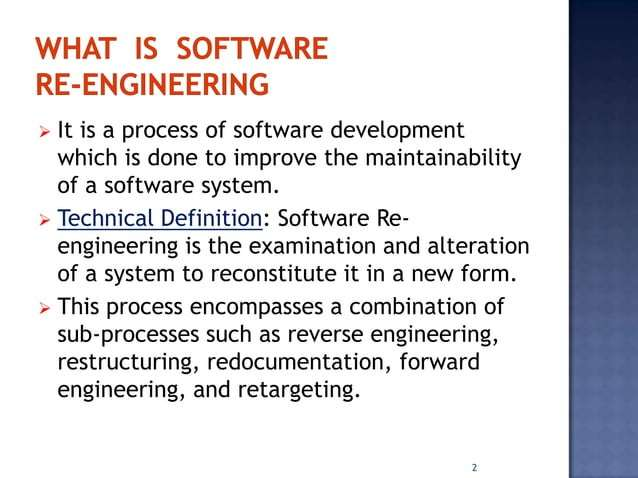 WHAT IS SOFTWARE
RE-ENGINEERING
It is a process of software development
which is done to improve the maintainability
of a software system.
Technical Definition: Software Re-
engineering is the examination and alteration
of a system to reconstitute it in a new form.
This process encompasses a combination of
sub-processes such as reverse engineering,
restructuring, redocumentation, forward
engineering, and retargeting.
2